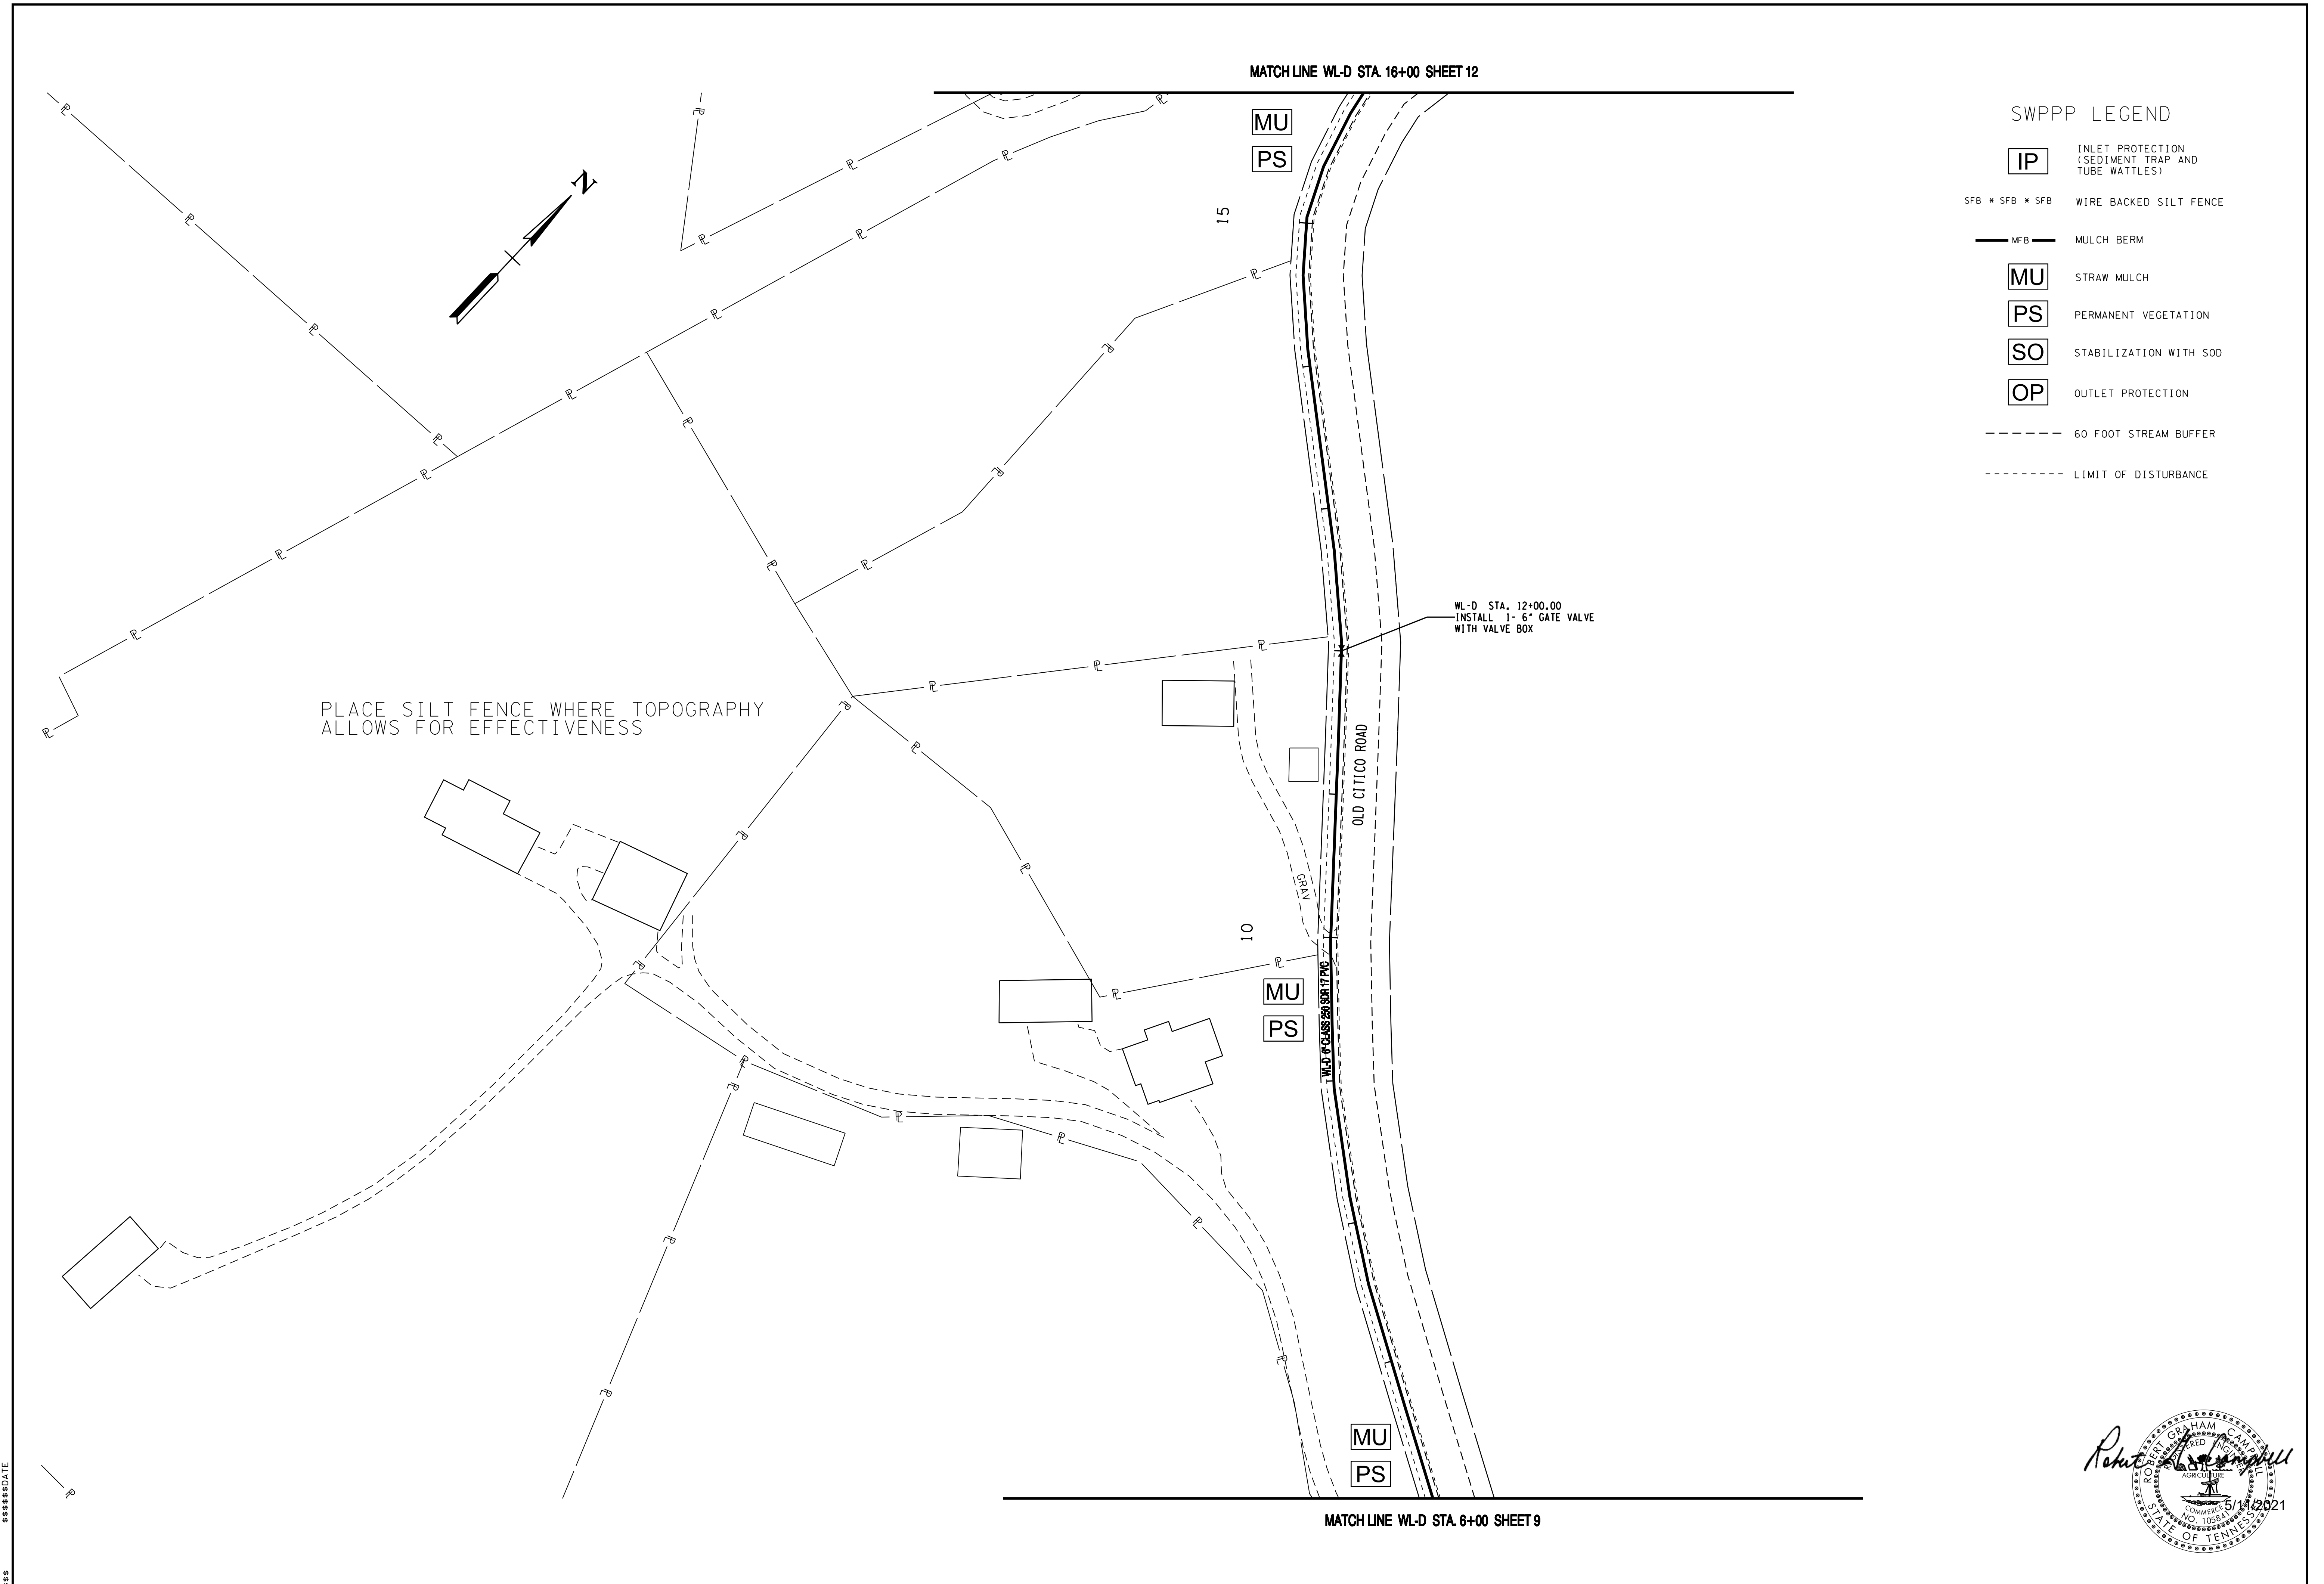 MATCH LINE WL-D STA. 16+00 SHEET 12
MU
PS
15
N
SWPPP LEGEND
IP
INLET PROTECTION
(SEDIMENT TRAP AND
TUBE WATTLES)
SFB * SFB * SFB
WIRE BACKED SILT FENCE
MFB
MULCH BERM
MU
STRAW MULCH
PS
PERMANENT VEGETATION
SO
STABILIZATION WITH SOD
OP
OUTLET PROTECTION
60 FOOT STREAM BUFFER
LIMIT OF DISTURBANCE
WL-D STA. 12+00.00
INSTALL 1- 6" GATE VALVE
WITH VALVE BOX
PLACE SILT FENCE WHERE TOPOGRAPHY
ALLOWS FOR EFFECTIVENESS
OLD CITICO ROAD
GRAV
10
MU
PS
WL-D 6" CLASS 250 SDR 17 PVC
MU
PS
MATCH LINE WL-D STA. 6+00 SHEET 9
ROBERT GRAHAM CAMPBELL
AGRICULTURE
COMMERCE
STATE OF TENNESSEE
5/11/2021
$$$$$$DATE